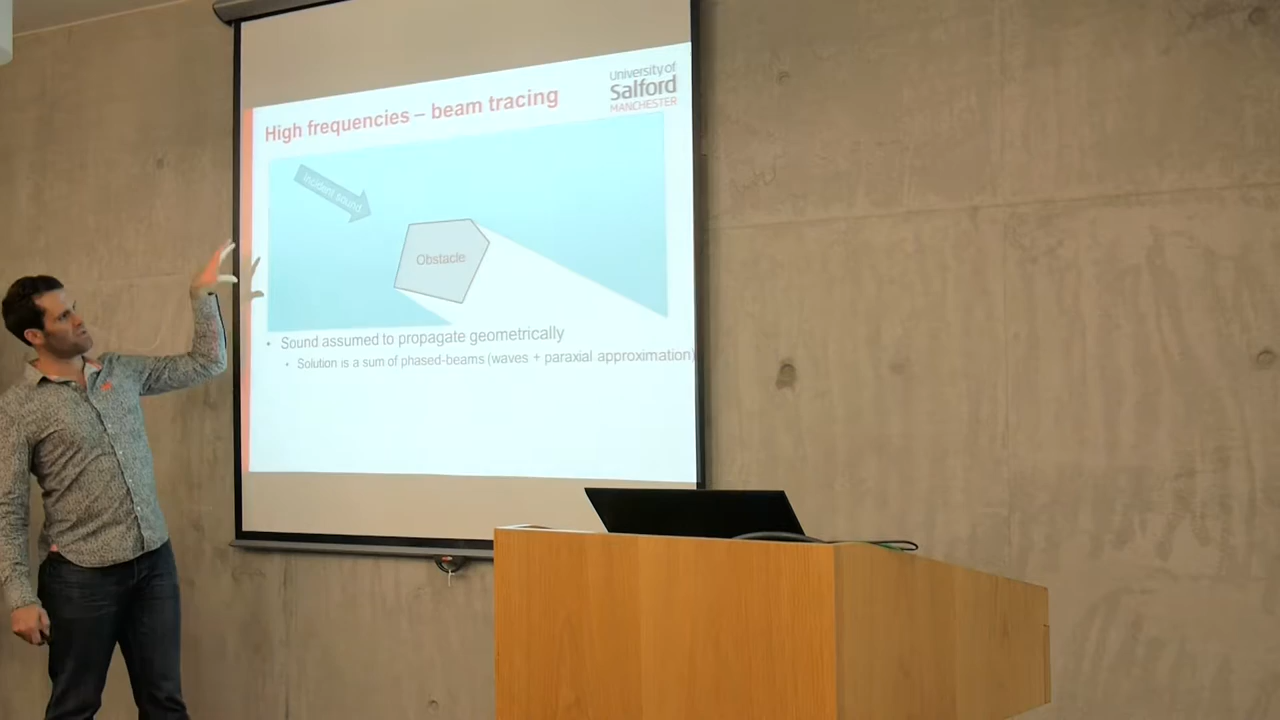 University of
Salford
MANCHESTER
High frequencies – beam tracing
Incident sound
Obstacle
• Sound assumed to propagate geometrically
• Solution is a sum of phased-beams (waves + paraxial approximation)